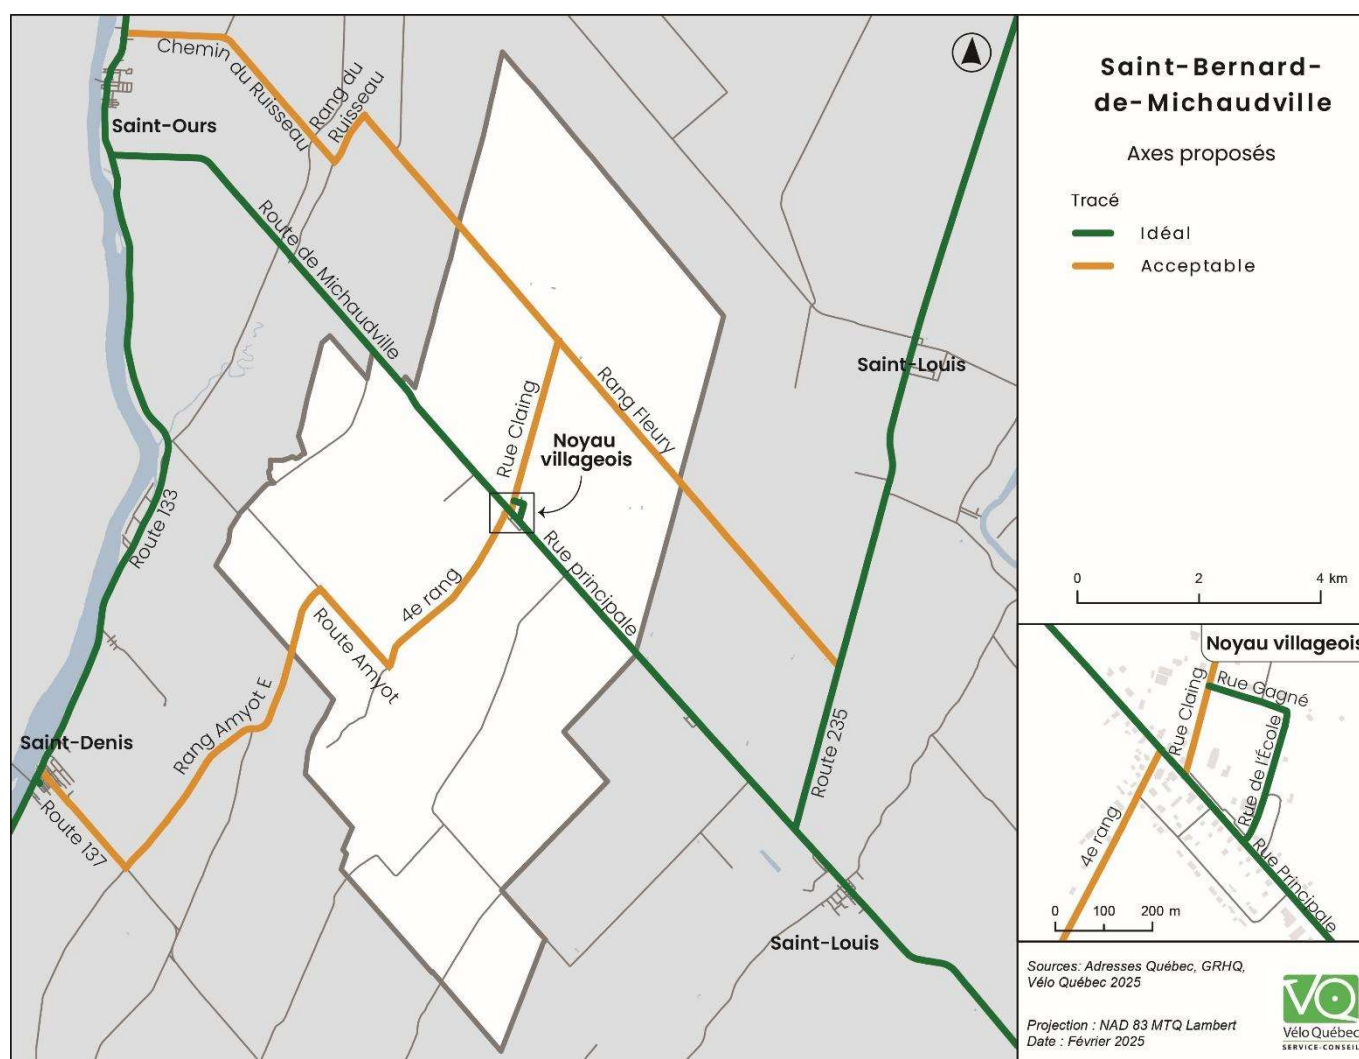 Chemin du Ruisseau
Rang du
Ruisseau
Saint-Ours
Route de Michaudville
Saint-Louis
Rue Claing
Rang Fleury
Noyau
villageois
Route 133
4e rang
Rue principale
Route Amyot
Rang Amyot E
Saint-Denis
Route 137
Route 235
Saint-Louis
Saint-Bernard-
de-Michaudville
Axes proposés
Tracé
Idéal
Acceptable
0 2 4 km
Noyau villageois
Rue Gagné
Rue Claing
Rue de l'École
4e rang
Rue Principale
0 100 200 m
Sources: Adresses Québec, GRHQ,
Vélo Québec 2025
Projection : NAD 83 MTQ Lambert
Date : Février 2025
VQ
Vélo Québec
SERVICE-CONSEIL